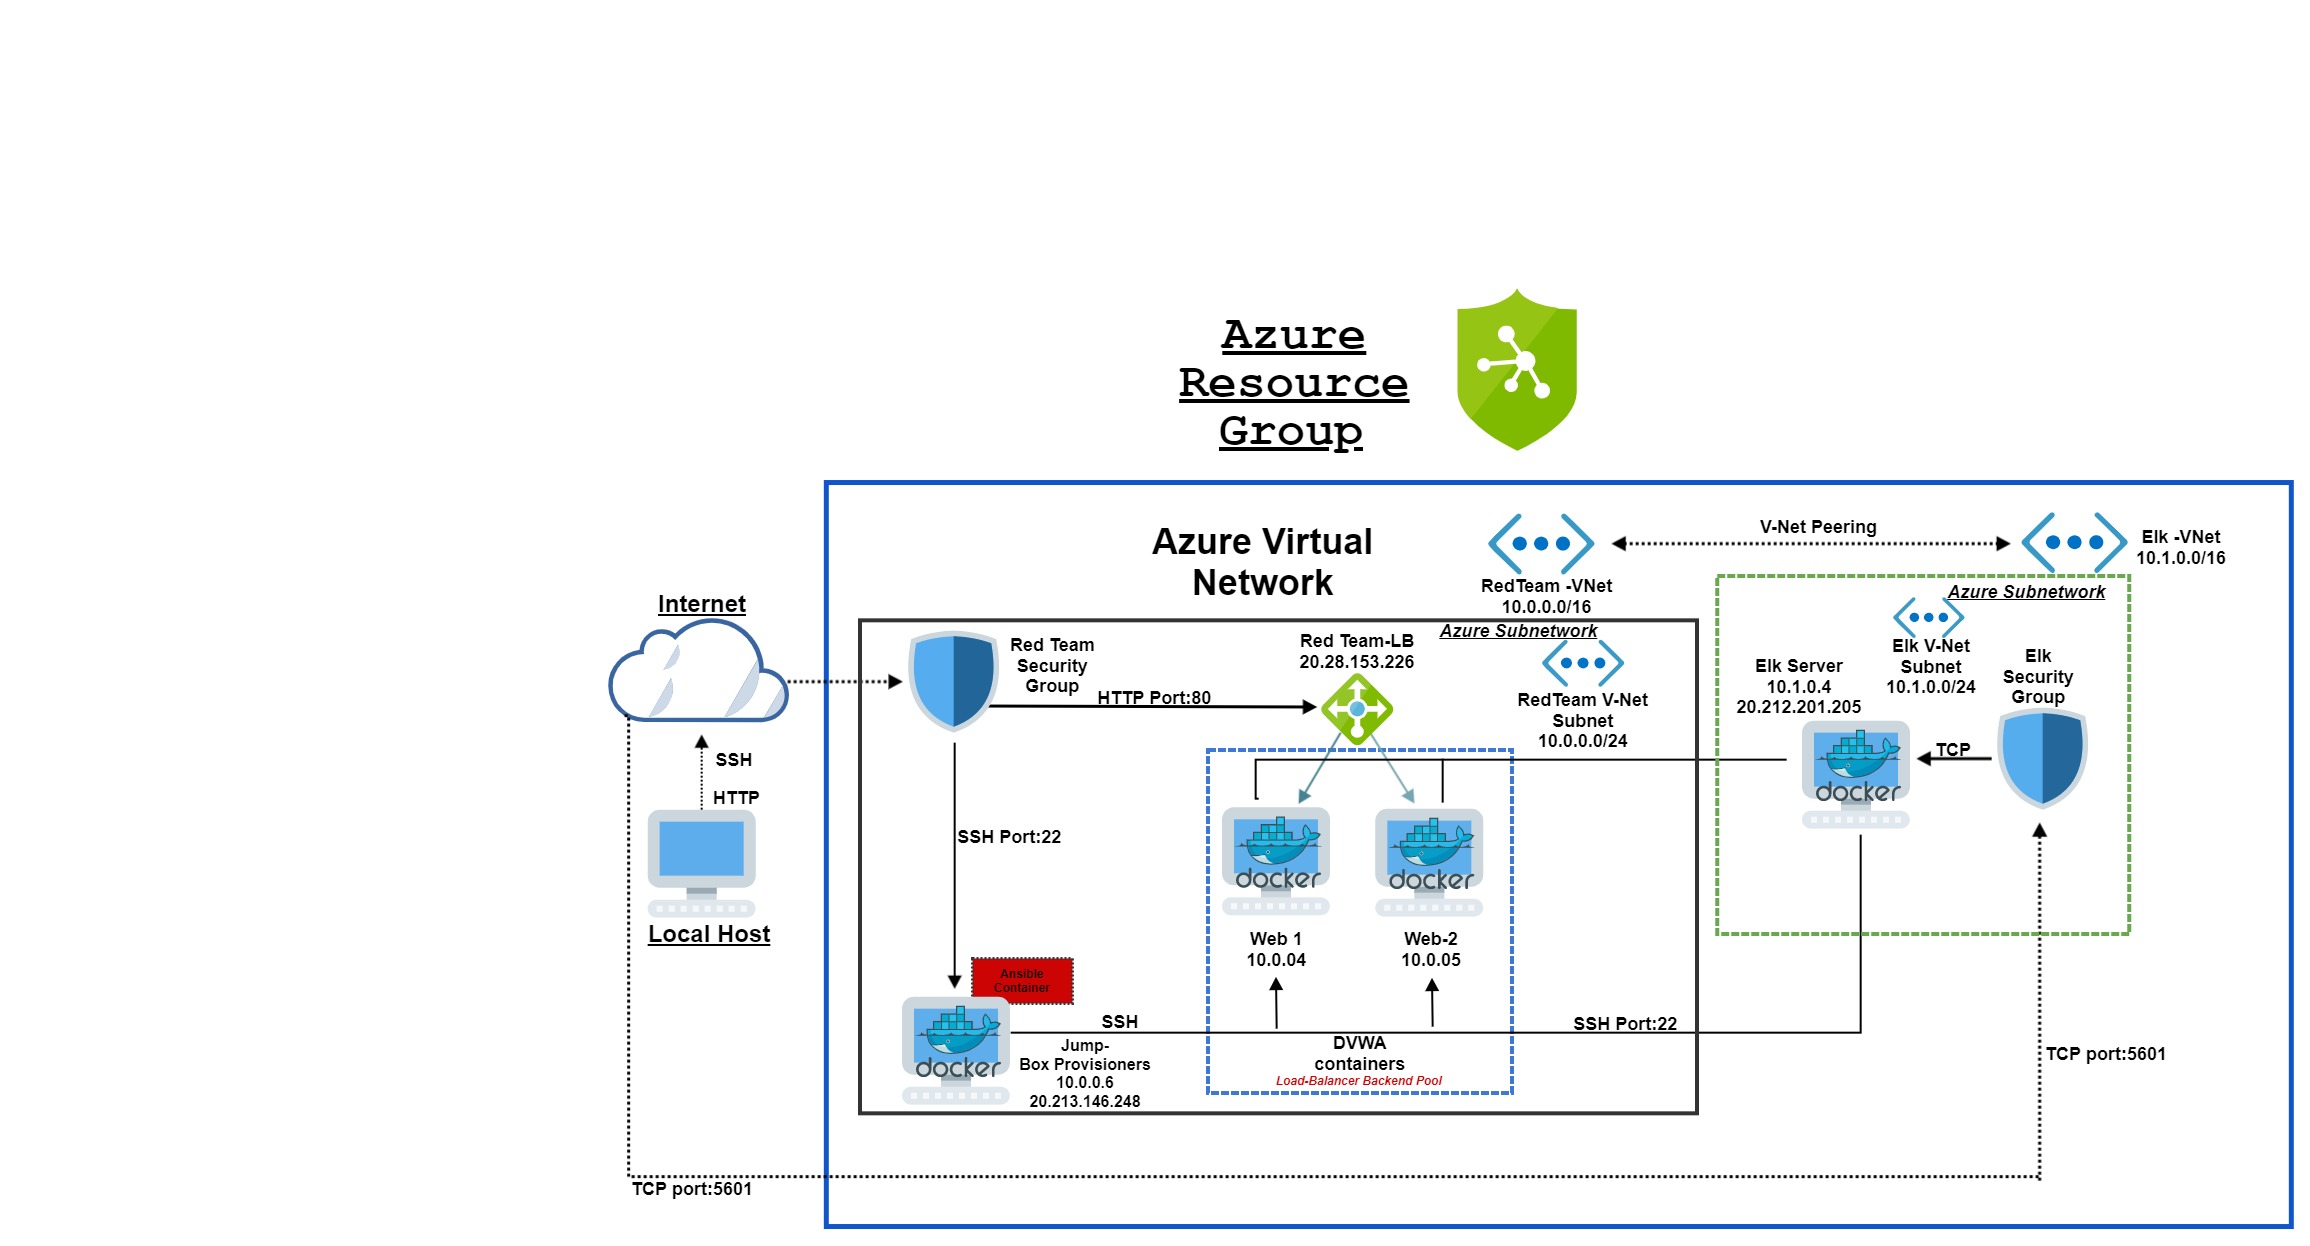 Azure
Resource
Group
Azure Virtual
Network
V-Net Peering
Elk -VNet
10.1.0.0/16
RedTeam -VNet
10.0.0.0/16
Internet
SSH
HTTP
Local Host
Red Team
Security
Group
HTTP Port:80
Red Team-LB
20.28.153.226
Azure Subnetwork
RedTeam V-Net
Subnet
10.0.0.0/24
Azure Subnetwork
Elk V-Net
Subnet
10.1.0.0/24
Elk Server
10.1.0.4
20.212.201.205
Elk
Security
Group
TCP
docker
SSH Port:22
docker
docker
Web 1
10.0.04
Web-2
10.0.05
Ansible
Container
docker
SSH
Jump-
Box Provisioners
10.0.0.6
20.213.146.248
DVWA
containers
Load-Balancer Backend Pool
SSH Port:22
TCP port:5601
TCP port:5601